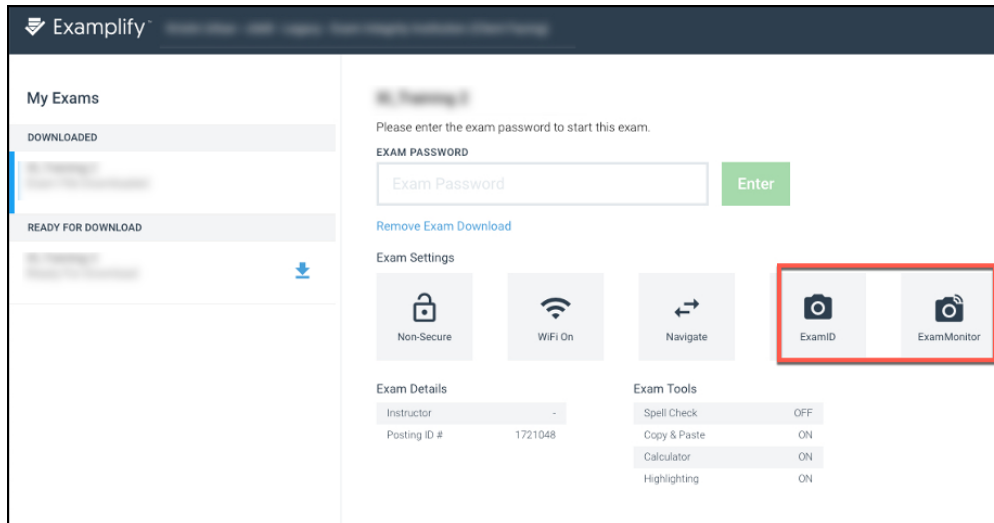 Examplify
My Exams
DOWNLOADED
READY FOR DOWNLOAD
Please enter the exam password to start this exam.
EXAM PASSWORD
Exam Password
Enter
Remove Exam Download
Exam Settings
Non-Secure
WiFi On
Navigate
ExamID
ExamMonitor
Exam Details
Instructor -
Posting ID # 1721048
Exam Tools
Spell Check OFF
Copy & Paste ON
Calculator ON
Highlighting ON